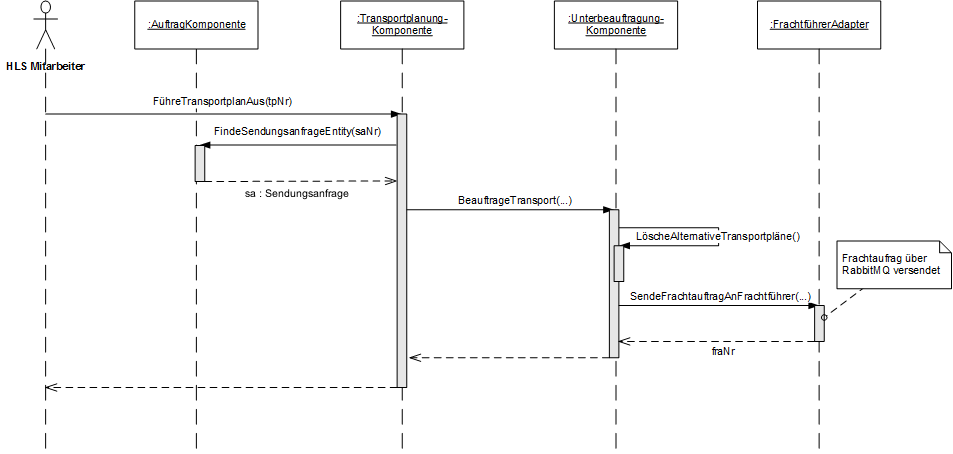 :AuftragKomponente
:Transportplanung-
Komponente
:Unterbeauftragung-
Komponente
:FrachtführerAdapter
HLS Mitarbeiter
FühreTransportplanAus(tpNr)
FindeSendungsanfrageEntity(saNr)
sa : Sendungsanfrage
BeauftrageTransport(...)
LöscheAlternativeTransportpläne()
Frachtaufrag über
RabbitMQ versendet
SendeFrachtauftragAnFrachtführer(...)
fraNr